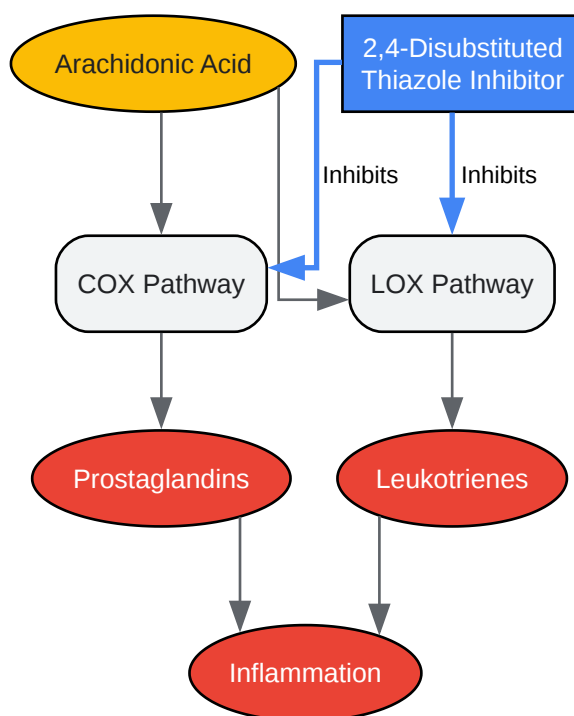 Arachidonic Acid
2,4-Disubstituted
Thiazole Inhibitor
Inhibits
Inhibits
COX Pathway
LOX Pathway
Prostaglandins
Leukotrienes
Inflammation